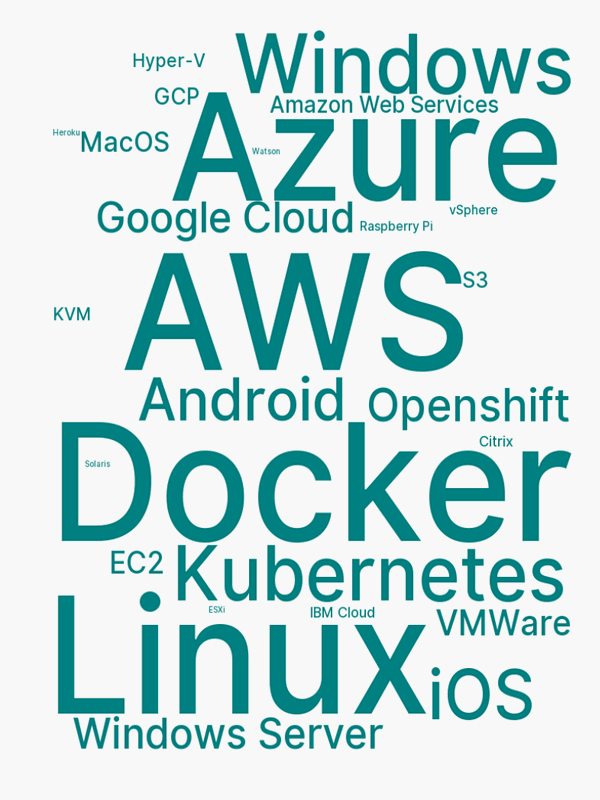 Windows
Hyper-V
GCP
Amazon Web Services
Azure
Heroku
MacOS
Watson
Google Cloud
vSphere
Raspberry Pi
AWS
S3
KVM
Android
Openshift
Docker
Citrix
Solaris
EC2
Kubernetes
ESXi
IBM Cloud
VMWare
Linux
iOS
Windows Server